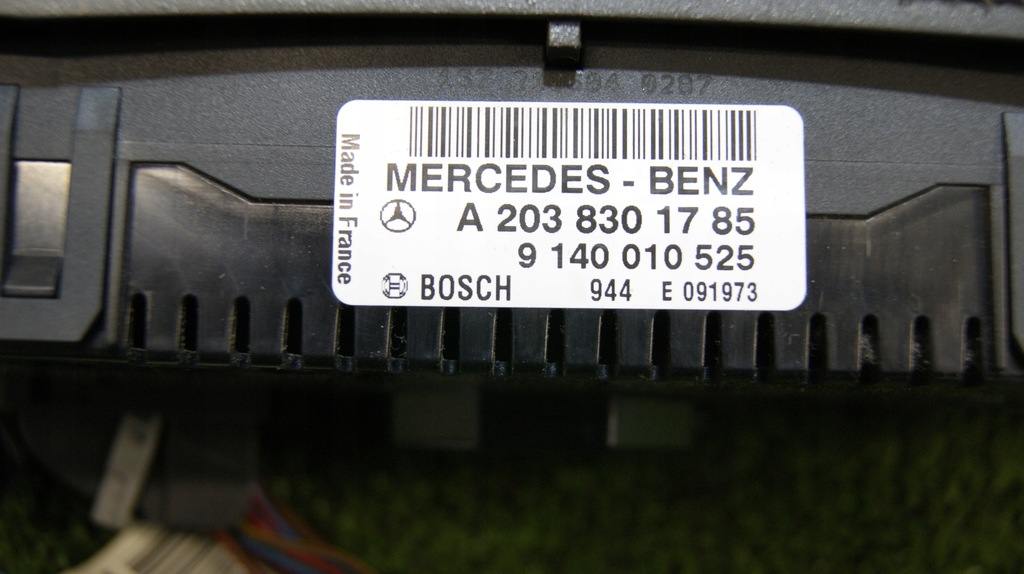 MERCEDES - BENZ
A 203 830 17 85
9 140 010 525
BOSCH 944 E 091973
Made in France